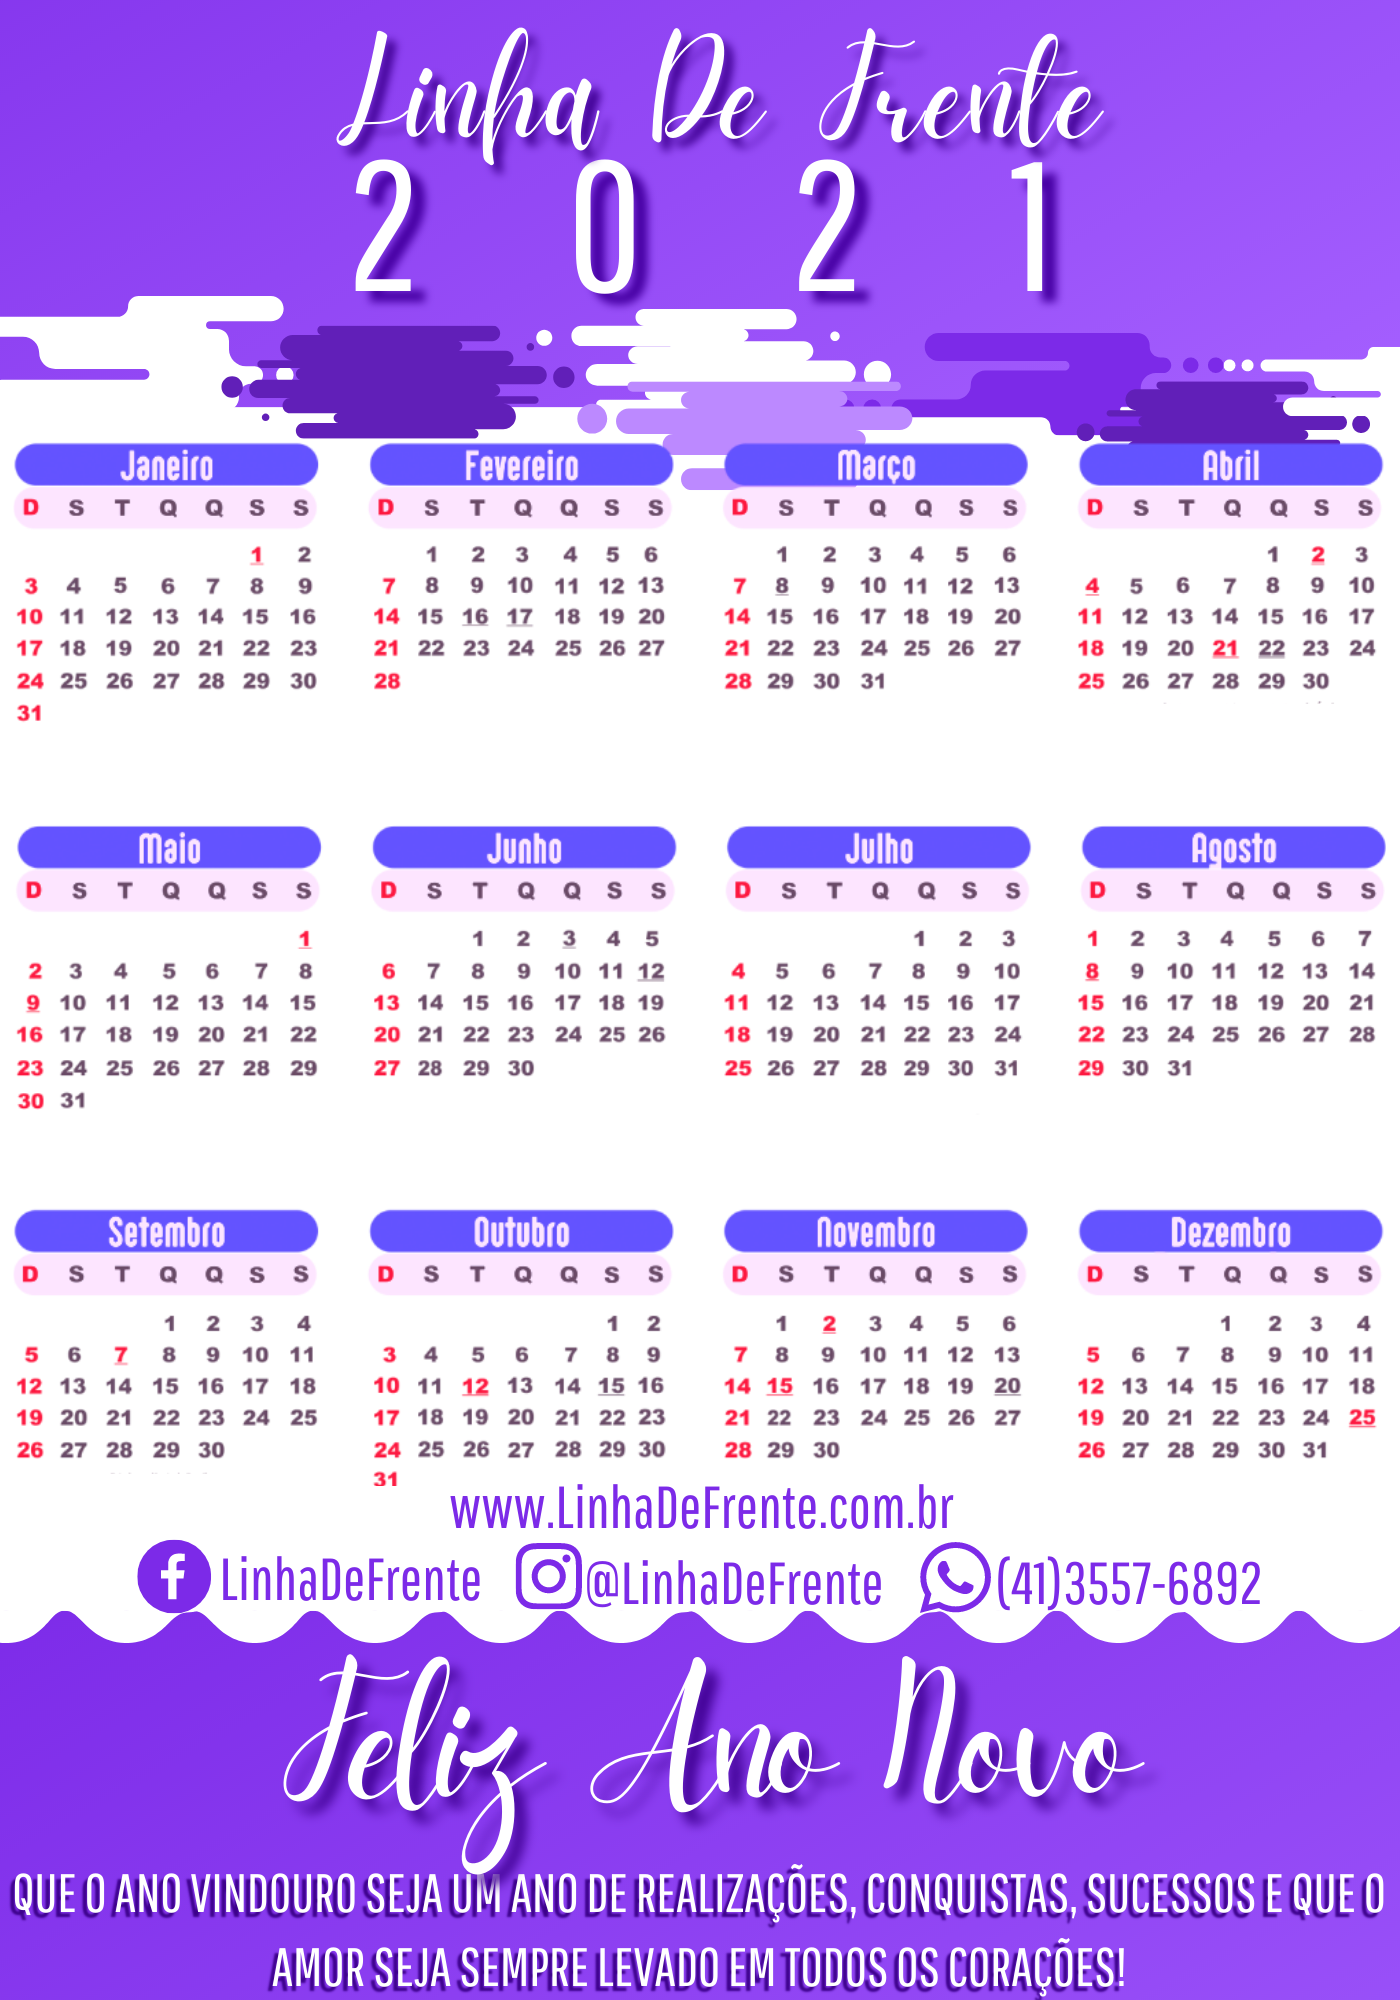 Linha De Frente
2 0 2 1
Janeiro Fevereiro Março Abril
D S T Q Q S S D S T Q Q S S D S T Q Q S S D S T Q Q S S
1 2 1 2 3 4 5 6 1 2 3 4 5 6 1 2 3
3 4 5 6 7 8 9 7 8 9 10 11 12 13 7 8 9 10 11 12 13 4 5 6 7 8 9 10
10 11 12 13 14 15 16 14 15 16 17 18 19 20 14 15 16 17 18 19 20 11 12 13 14 15 16 17
17 18 19 20 21 22 23 21 22 23 24 25 26 27 21 22 23 24 25 26 27 18 19 20 21 22 23 24
24 25 26 27 28 29 30 28 28 29 30 31 25 26 27 28 29 30
31
Maio Junho Julho Agosto
D S T Q Q S S D S T Q Q S S D S T Q Q S S D S T Q Q S S
1 1 2 3 4 5 1 2 3 1 2 3 4 5 6 7
2 3 4 5 6 7 8 6 7 8 9 10 11 12 4 5 6 7 8 9 10 8 9 10 11 12 13 14
9 10 11 12 13 14 15 13 14 15 16 17 18 19 11 12 13 14 15 16 17 15 16 17 18 19 20 21
16 17 18 19 20 21 22 20 21 22 23 24 25 26 18 19 20 21 22 23 24 22 23 24 25 26 27 28
23 24 25 26 27 28 29 27 28 29 30 25 26 27 28 29 30 31 29 30 31
30 31
Setembro Outubro Novembro Dezembro
D S T Q Q S S D S T Q Q S S D S T Q Q S S D S T Q Q S S
1 2 3 4 1 2 1 2 3 4 5 6 1 2 3 4
5 6 7 8 9 10 11 3 4 5 6 7 8 9 7 8 9 10 11 12 13 5 6 7 8 9 10 11
12 13 14 15 16 17 18 10 11 12 13 14 15 16 14 15 16 17 18 19 20 12 13 14 15 16 17 18
19 20 21 22 23 24 25 17 18 19 20 21 22 23 21 22 23 24 25 26 27 19 20 21 22 23 24 25
26 27 28 29 30 24 25 26 27 28 29 30 28 29 30 26 27 28 29 30 31
31
www.LinhaDeFrente.com.br
LinhaDeFrente @LinhaDeFrente (41)3557-6892
Feliz Ano Novo
QUE O ANO VINDOURO SEJA UM ANO DE REALIZAÇÕES, CONQUISTAS, SUCESSOS E QUE O
AMOR SEJA SEMPRE LEVADO EM TODOS OS CORAÇÕES!